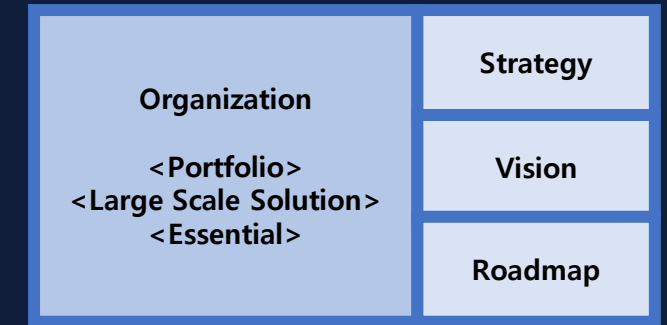 Organization
<Portfolio>
<Large Scale Solution>
<Essential>
Strategy
Vision
Roadmap